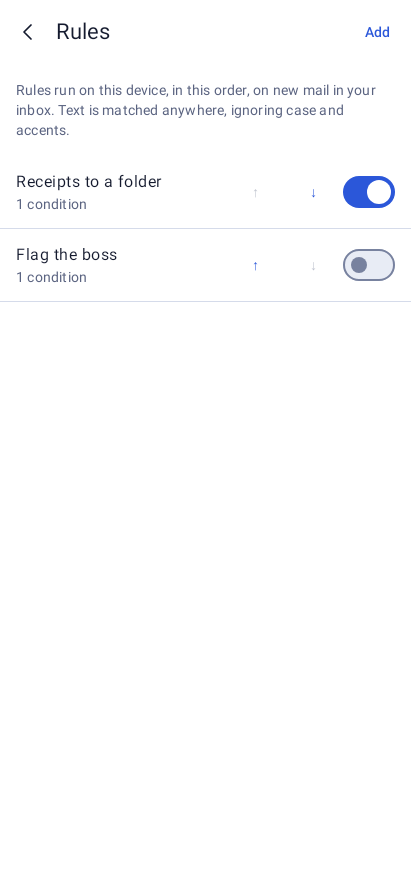 Rules
Add
Rules run on this device, in this order, on new mail in your
inbox. Text is matched anywhere, ignoring case and
accents.
Receipts to a folder
1 condition
↑ ↓
Flag the boss
1 condition
↑ ↓